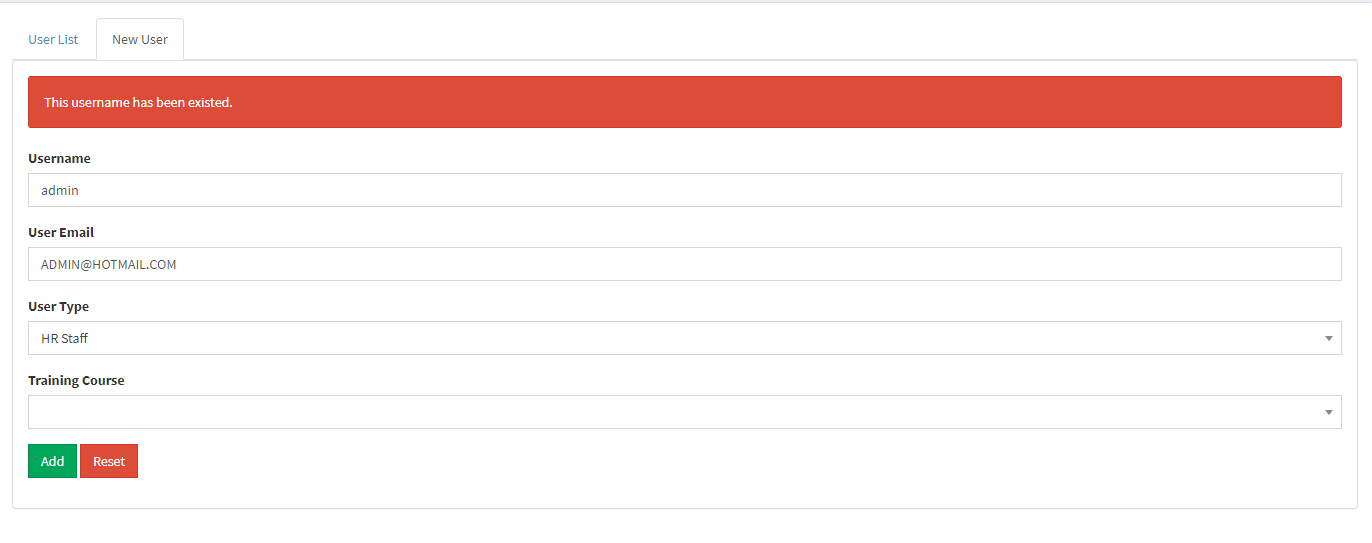 User List
New User
This username has been existed.
Username
admin
User Email
ADMIN@HOTMAIL.COM
User Type
HR Staff
Training Course
Add Reset